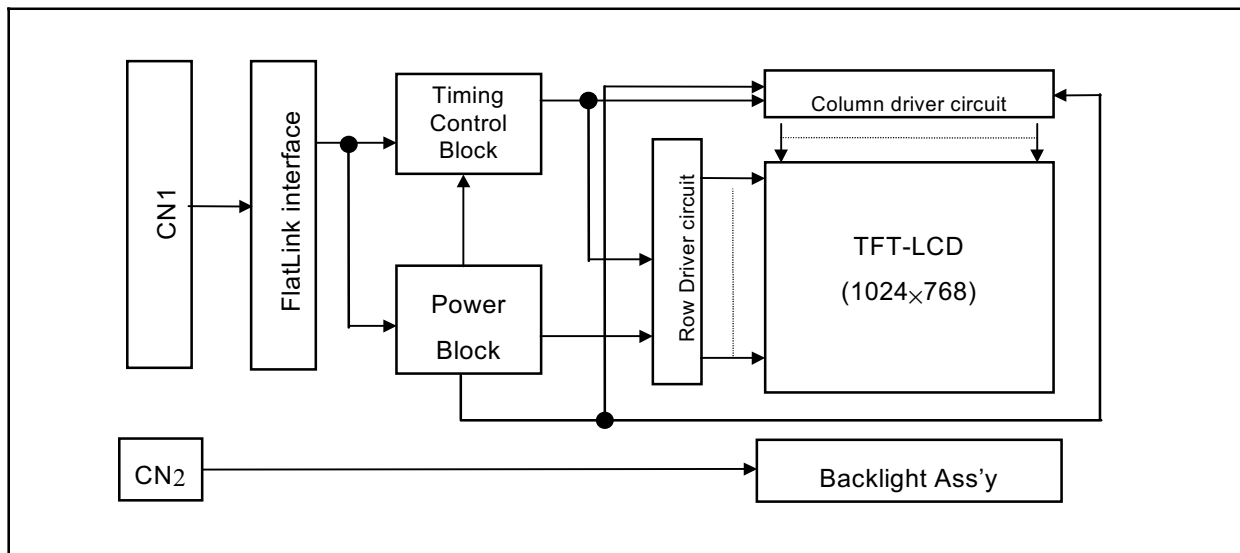 CN1
FlatLink interface
Timing
Control
Block
Power
Block
Row Driver circuit
Column driver circuit
TFT-LCD
(1024×768)
CN2
Backlight Ass’y